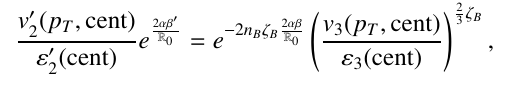 \frac{v_2'(p_T, \text{cent})}{\varepsilon_2'(\text{cent})} e^{\frac{2\alpha\beta'}{\mathbb{R}_0}} = e^{-2n_B\zeta_B\frac{2\alpha\beta}{\mathbb{R}_0}} \left( \frac{v_3(p_T, \text{cent})}{\varepsilon_3(\text{cent})} \right)^{\frac{2}{3}\zeta_B},